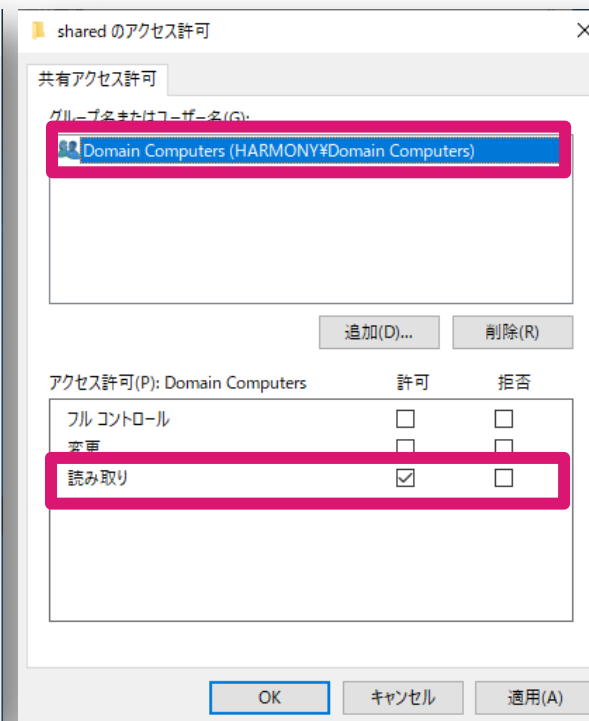 shared のアクセス許可
共有アクセス許可
グループ名またはユーザー名(G):
Domain Computers (HARMONY¥Domain Computers)
追加(D)... 削除(R)
アクセス許可(P): Domain Computers 許可 拒否
フル コントロール
変更
読み取り
OK キャンセル 適用(A)